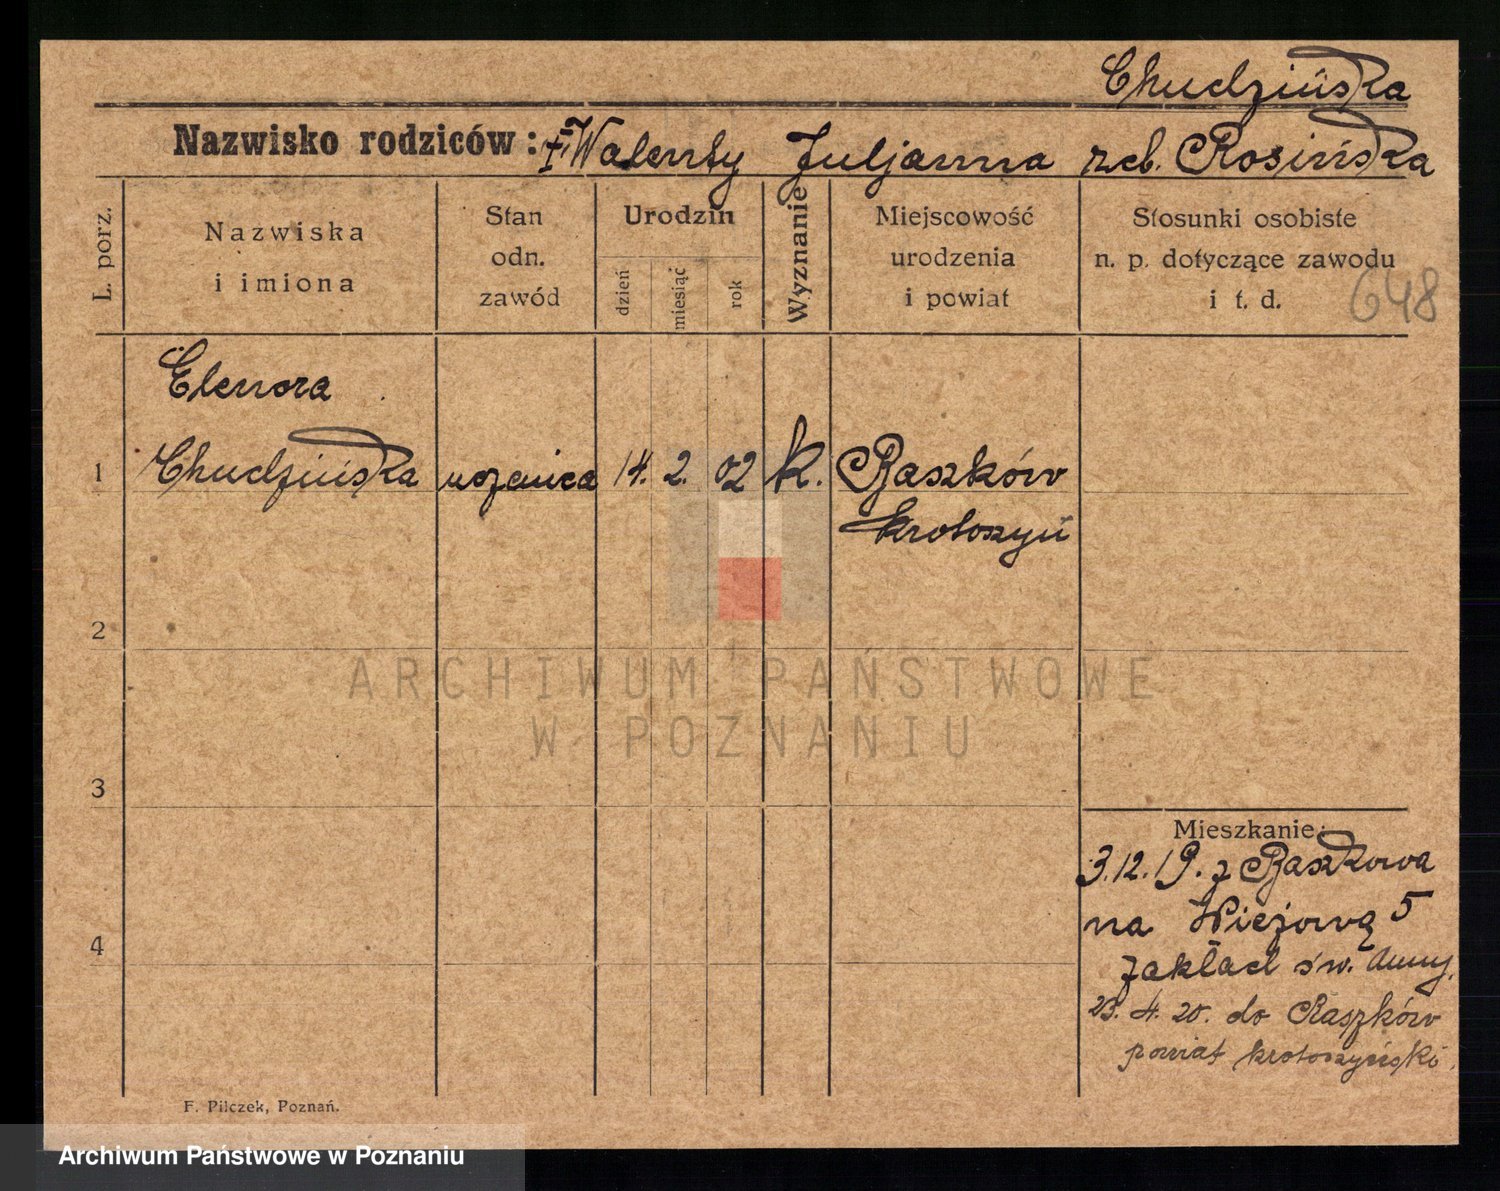 Chudzińska
Nazwisko rodziców: Walenty Juljanna reb. Rosińska
L. porz.
Nazwiska
i imiona
Stan
odn.
zawód
Urodzin
dzień
miesiąc
rok
Wyznanie
Miejscowość
urodzenia
i powiat
Stosunki osobiste
n. p. dotyczące zawodu
i t. d.
648
Elenora
1 Chudzińska uczenica 14. 2. 02 k. Raszków
Krotoszyń
2
ARCHIWUM PAŃSTWOWE
W POZNANIU
3
Mieszkanie:
3.12.19. z Raszkowa
na Wiejową 5
4
zakład św. Anny.
23. 4. 20. do Raszków
powiat krotoszyński.
F. Pilczek, Poznań.
Archiwum Państwowe w Poznaniu